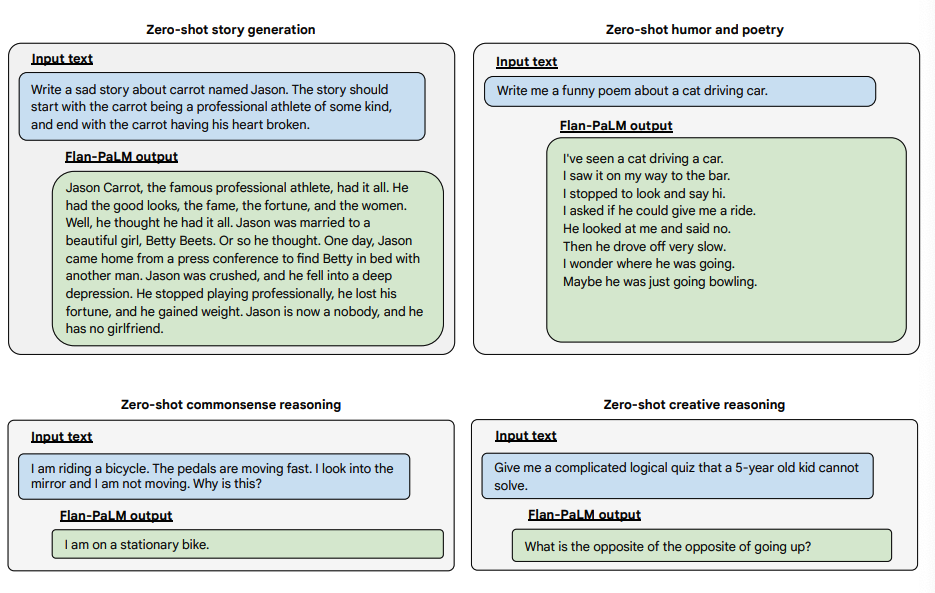 Zero-shot story generation
Input text
Write a sad story about carrot named Jason. The story should
start with the carrot being a professional athlete of some kind,
and end with the carrot having his heart broken.
Flan-PaLM output
Jason Carrot, the famous professional athlete, had it all. He
had the good looks, the fame, the fortune, and the women.
Well, he thought he had it all. Jason was married to a
beautiful girl, Betty Beets. Or so he thought. One day, Jason
came home from a press conference to find Betty in bed with
another man. Jason was crushed, and he fell into a deep
depression. He stopped playing professionally, he lost his
fortune, and he gained weight. Jason is now a nobody, and he
has no girlfriend.
Zero-shot humor and poetry
Input text
Write me a funny poem about a cat driving car.
Flan-PaLM output
I've seen a cat driving a car.
I saw it on my way to the bar.
I stopped to look and say hi.
I asked if he could give me a ride.
He looked at me and said no.
Then he drove off very slow.
I wonder where he was going.
Maybe he was just going bowling.
Zero-shot commonsense reasoning
Input text
I am riding a bicycle. The pedals are moving fast. I look into the
mirror and I am not moving. Why is this?
Flan-PaLM output
I am on a stationary bike.
Zero-shot creative reasoning
Input text
Give me a complicated logical quiz that a 5-year old kid cannot
solve.
Flan-PaLM output
What is the opposite of the opposite of going up?